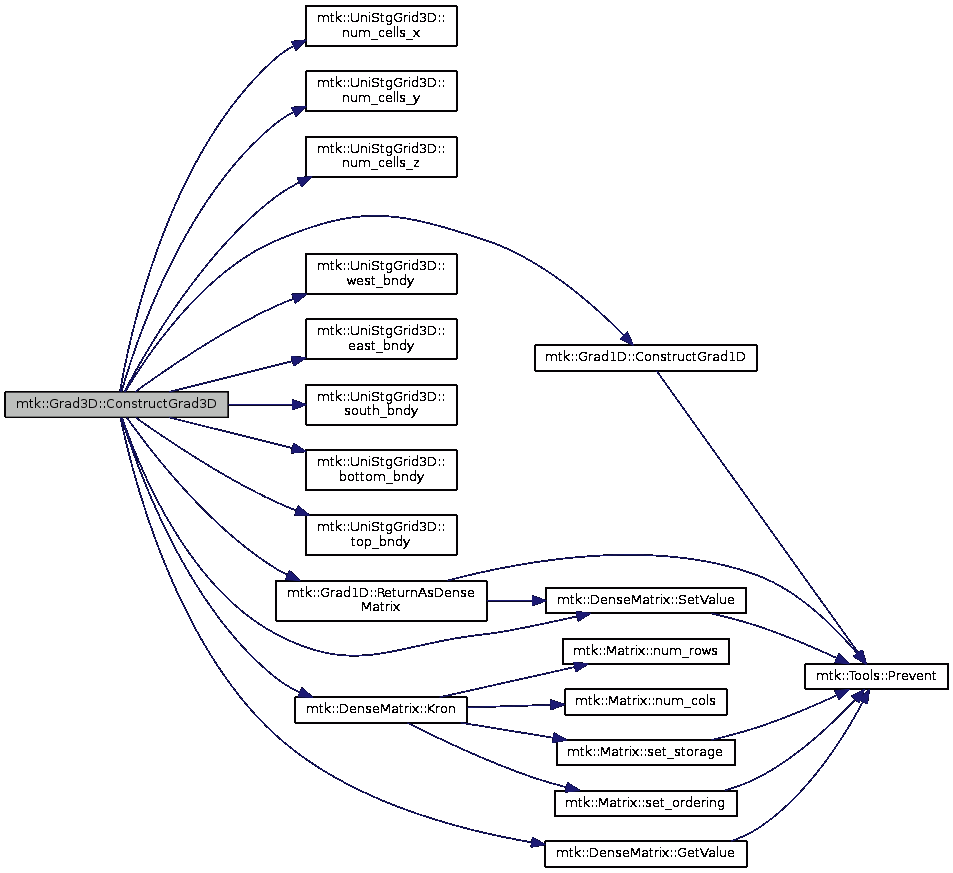 mtk::UniStgGrid3D::
num_cells_x
mtk::UniStgGrid3D::
num_cells_y
mtk::UniStgGrid3D::
num_cells_z
mtk::UniStgGrid3D::
west_bndy
mtk::UniStgGrid3D::
east_bndy
mtk::Grad1D::ConstructGrad1D
mtk::Grad3D::ConstructGrad3D
mtk::UniStgGrid3D::
south_bndy
mtk::UniStgGrid3D::
bottom_bndy
mtk::UniStgGrid3D::
top_bndy
mtk::Grad1D::ReturnAsDense
Matrix
mtk::DenseMatrix::SetValue
mtk::Matrix::num_rows
mtk::Tools::Prevent
mtk::DenseMatrix::Kron
mtk::Matrix::num_cols
mtk::Matrix::set_storage
mtk::Matrix::set_ordering
mtk::DenseMatrix::GetValue